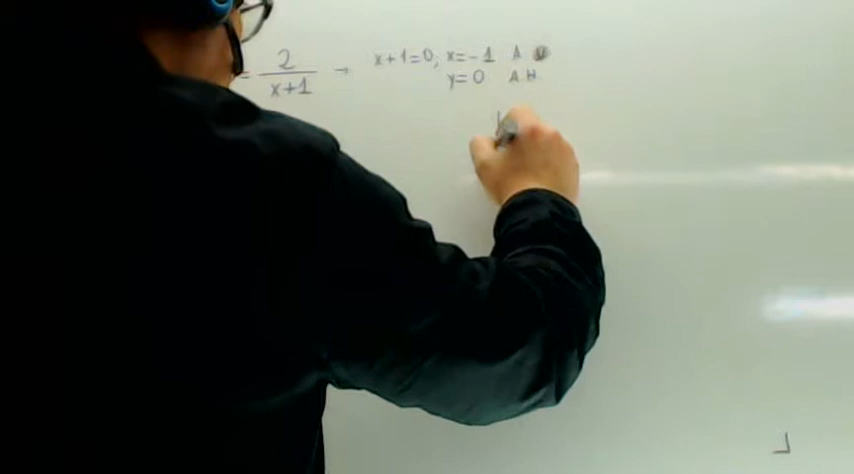 = 2/(x+1) → x+1=0; x=-1 A V
y=0 A H